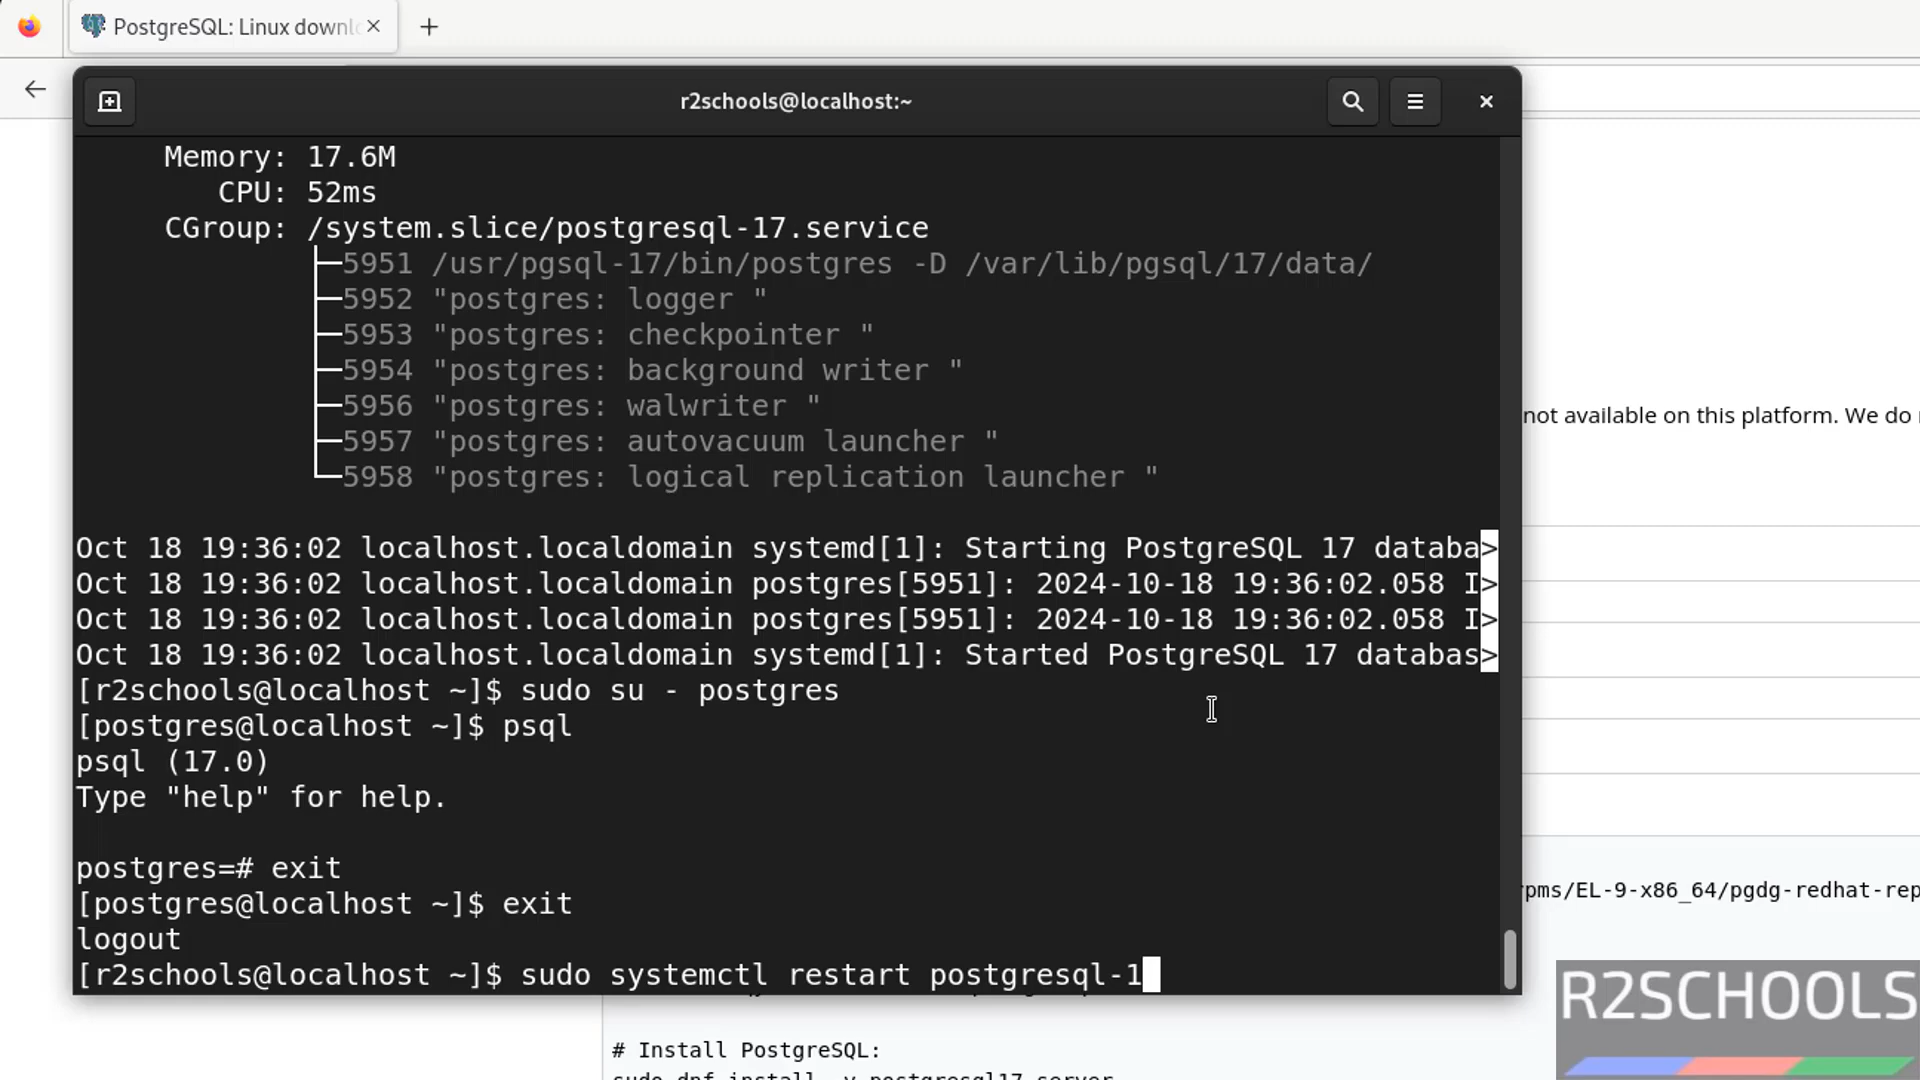 PostgreSQL: Linux downl
r2schools@localhost:~
Memory: 17.6M
CPU: 52ms
CGroup: /system.slice/postgresql-17.service
├─5951 /usr/pgsql-17/bin/postgres -D /var/lib/pgsql/17/data/
├─5952 "postgres: logger "
├─5953 "postgres: checkpointer "
├─5954 "postgres: background writer "
├─5956 "postgres: walwriter "
├─5957 "postgres: autovacuum launcher "
└─5958 "postgres: logical replication launcher "
not available on this platform. We do
Oct 18 19:36:02 localhost.localdomain systemd[1]: Starting PostgreSQL 17 databa>
Oct 18 19:36:02 localhost.localdomain postgres[5951]: 2024-10-18 19:36:02.058 I>
Oct 18 19:36:02 localhost.localdomain postgres[5951]: 2024-10-18 19:36:02.058 I>
Oct 18 19:36:02 localhost.localdomain systemd[1]: Started PostgreSQL 17 databas>
[r2schools@localhost ~]$ sudo su - postgres
[postgres@localhost ~]$ psql
psql (17.0)
Type "help" for help.
postgres=# exit
[postgres@localhost ~]$ exit
logout
[r2schools@localhost ~]$ sudo systemctl restart postgresql-1
rpms/EL-9-x86_64/pgdg-redhat-rep
# Install PostgreSQL:
sudo dnf install -y postgresql17-server
R2SCHOOLS